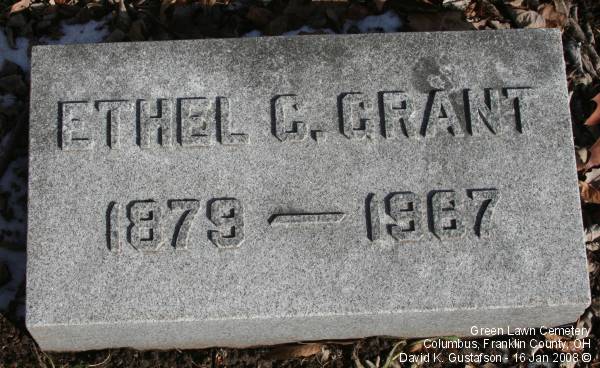 ETHEL C. GRANT
1879 — 1967
Green Lawn Cemetery
Columbus, Franklin County, OH
David K. Gustafson - 16 Jan 2008 ©